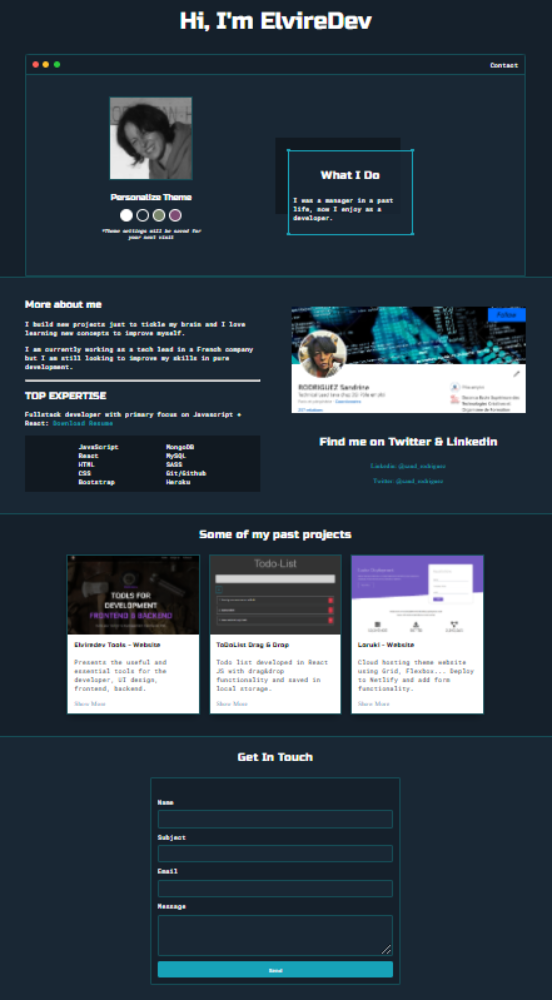 Hi, I'm ElvireDev
Contact
Personalize Theme
*Theme settings will be saved for
your next visit
What I Do
I was a manager in a past
life, now I enjoy as a
developer.
More about me
I build new projects just to tickle my brain and I love
learning new concepts to improve myself.
I am currently working as a tech lead in a French company
but I am still looking to improve my skills in pure
development.
TOP EXPERTISE
Fullstack developer with primary focus on Javascript +
React: Download Resume
JavaScript
React
HTML
CSS
Bootstrap
MongoDB
MySQL
SASS
Git/Github
Heroku
Follow
RODRIGUEZ Sandrine
Find me on Twitter & LinkedIn
Linkedin:
Twitter:
Some of my past projects
TOOLS FOR
DEVELOPMENT
FRONTEND & BACKEND
Elviredev Tools - Website
Presents the useful and
essential tools for the
developer, UI design,
frontend, backend.
Show More
Todo-List
ToDoList Drag & Drop
Todo list developed in React
JS with drag&drop
functionality and saved in
local storage.
Show More
Loruki - Website
Cloud hosting theme website
using Grid, Flexbox... Deploy
to Netlify and add form
functionality.
Show More
Get In Touch
Name
Subject
Email
Message
Send